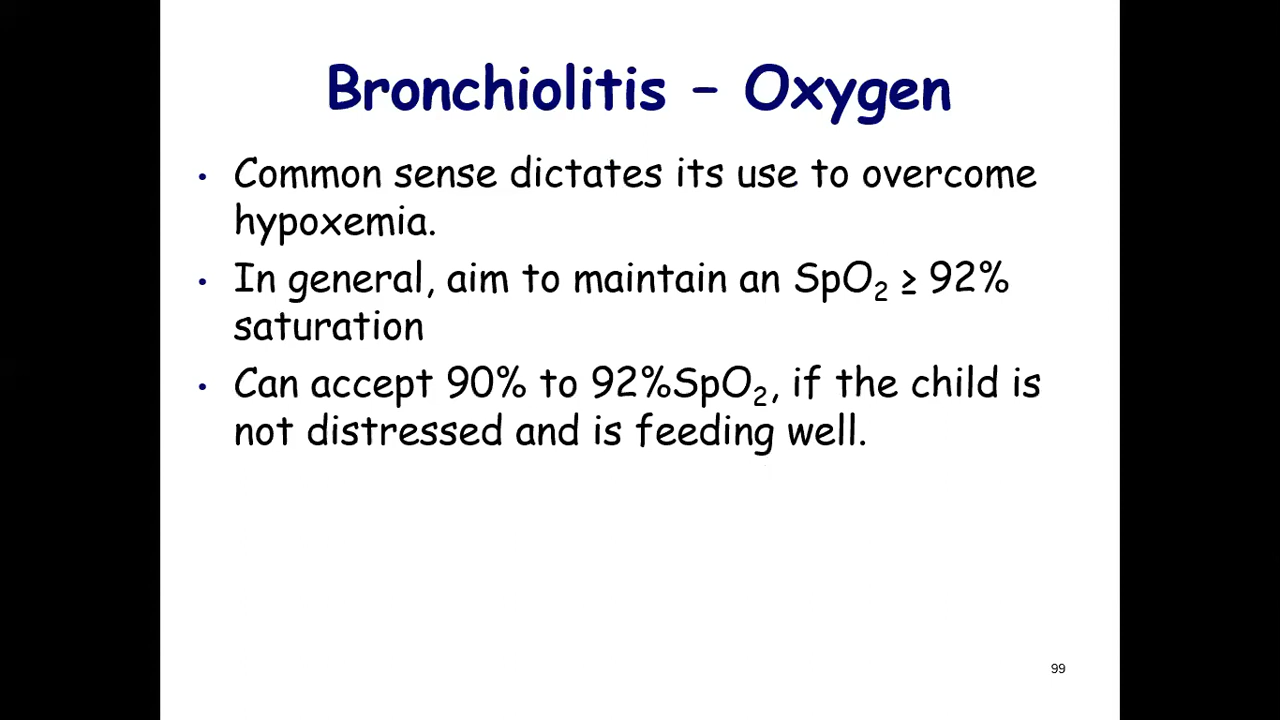 Bronchiolitis – Oxygen
• Common sense dictates its use to overcome
hypoxemia.
• In general, aim to maintain an SpO₂ ≥ 92%
saturation
• Can accept 90% to 92%SpO₂, if the child is
not distressed and is feeding well.
99